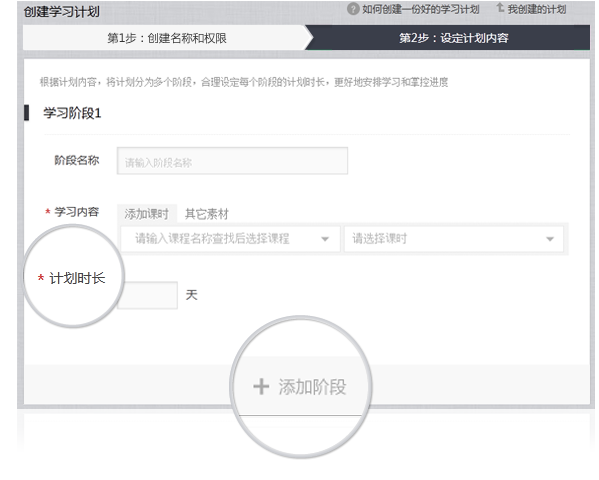 创建学习计划
如何创建一份好的学习计划
我创建的计划
第1步：创建名称和权限
第2步：设定计划内容
根据计划内容，将计划分为多个阶段，合理设定每个阶段的计划时长，更好地安排学习和掌控进度
学习阶段1
阶段名称
请输入阶段名称
* 学习内容
添加课时 其它素材
请输入课程名称查找后选择课程
请选择课时
* 计划时长
天
+ 添加阶段